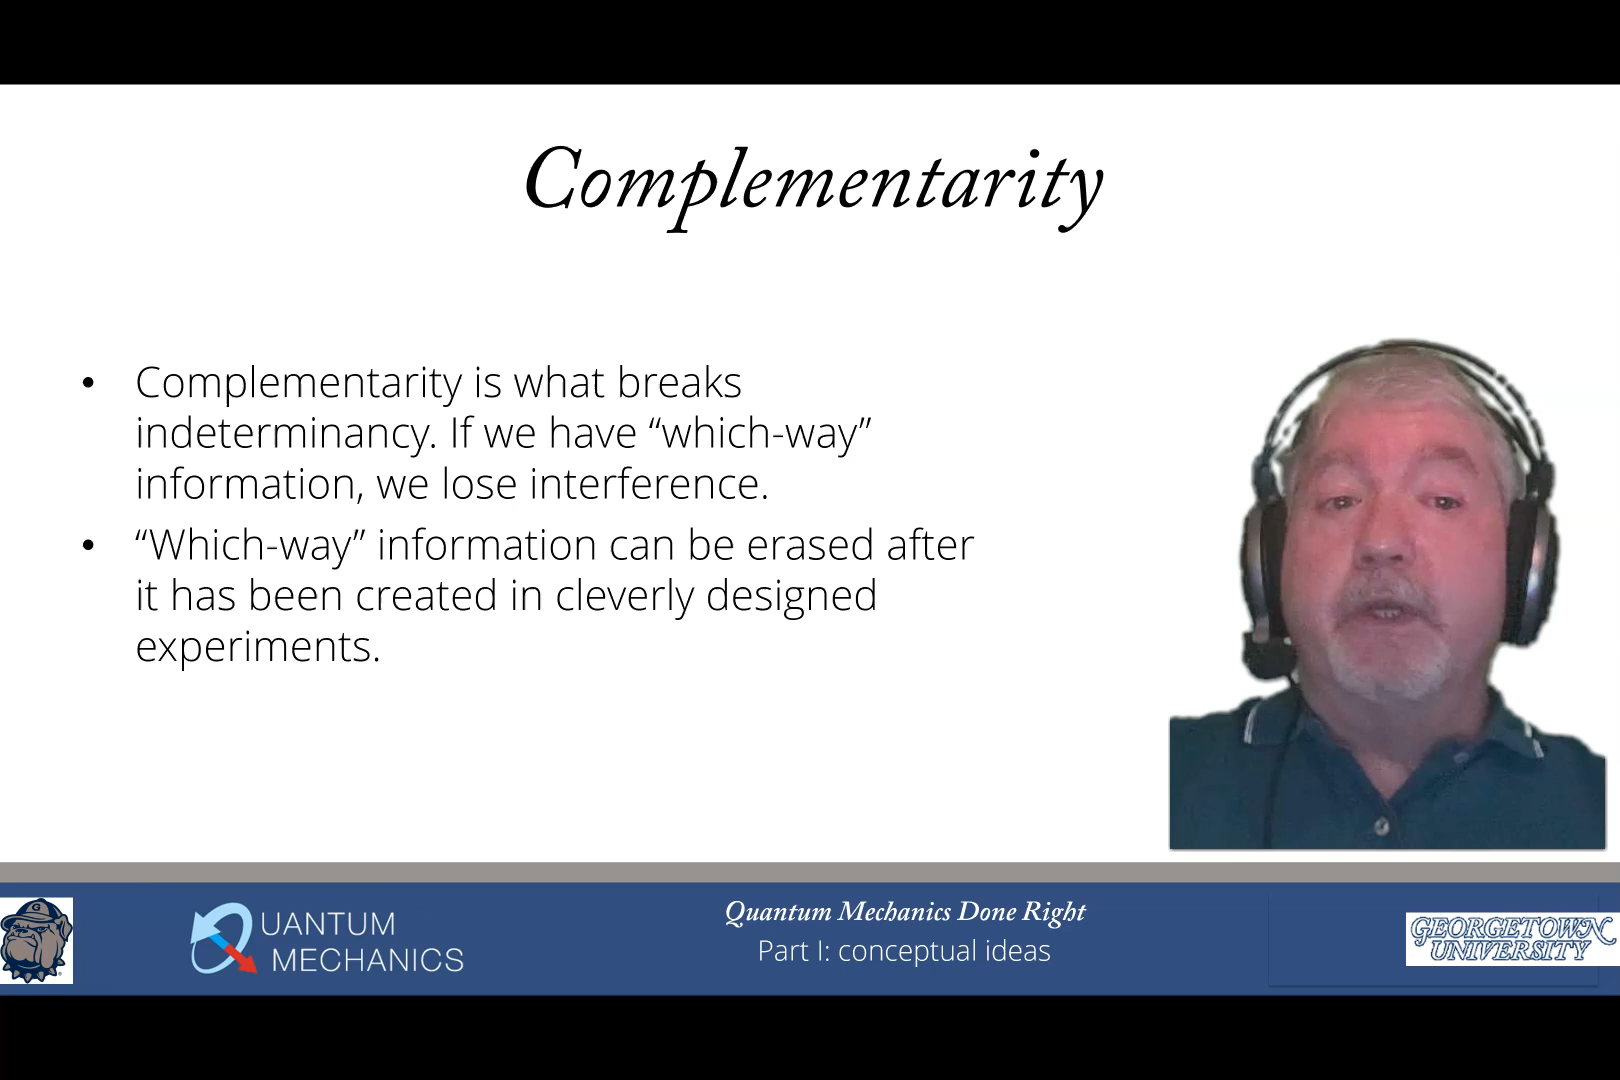 Complementarity
• Complementarity is what breaks
indeterminancy. If we have “which-way”
information, we lose interference.
• “Which-way” information can be erased after
it has been created in cleverly designed
experiments.
G
QUANTUM
MECHANICS
Quantum Mechanics Done Right
Part I: conceptual ideas
GEORGETOWN
UNIVERSITY